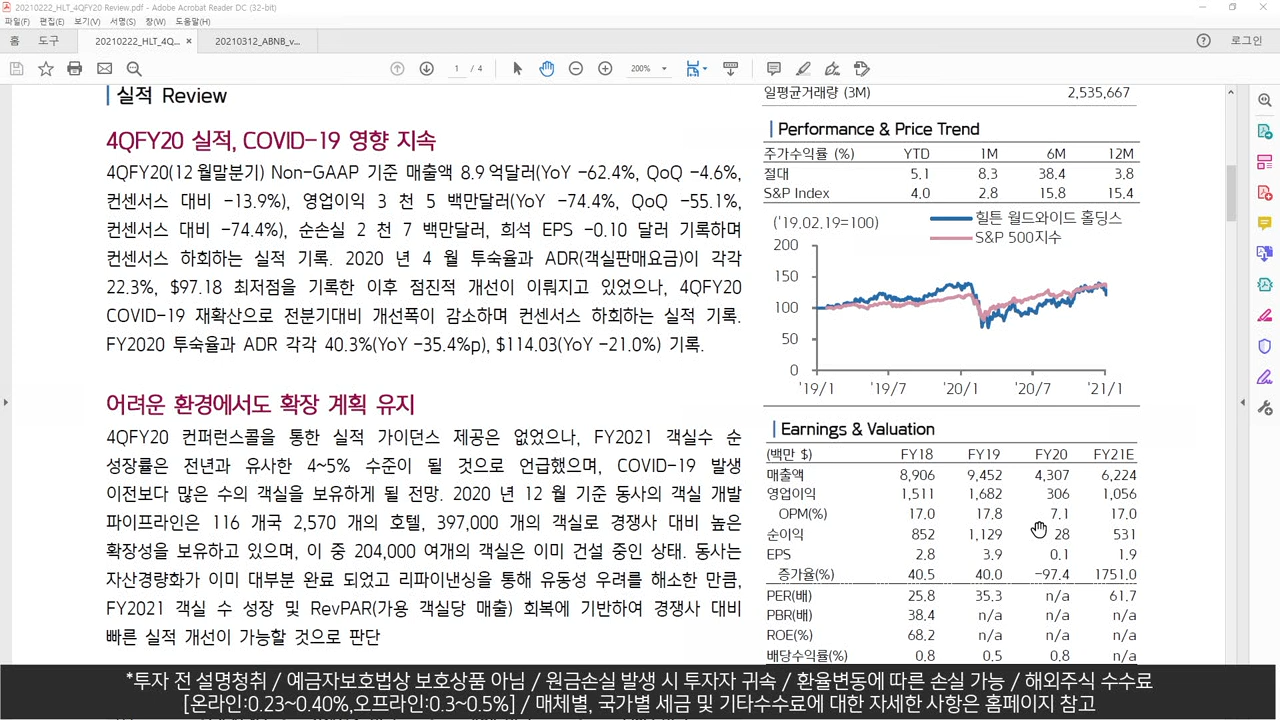 20210222_HLT_4QFY20 Review.pdf - Adobe Acrobat Reader DC (32-bit)
파일(F) 편집(E) 보기(V) 서명(S) 창(W) 도움말(H)
홈 도구 20210222_HLT_4Q... × 20210312_ABNB_v... 로그인
1 / 4 200%
실적 Review
4QFY20 실적, COVID-19 영향 지속
4QFY20(12월말분기) Non-GAAP 기준 매출액 8.9억달러(YoY -62.4%, QoQ -4.6%,
컨센서스 대비 -13.9%), 영업이익 3 천 5 백만달러(YoY -74.4%, QoQ -55.1%,
컨센서스 대비 -74.4%), 순손실 2 천 7 백만달러, 희석 EPS -0.10 달러 기록하며
컨센서스 하회하는 실적 기록. 2020 년 4 월 투숙율과 ADR(객실판매요금)이 각각
22.3%, $97.18 최저점을 기록한 이후 점진적 개선이 이뤄지고 있었으나, 4QFY20
COVID-19 재확산으로 전분기대비 개선폭이 감소하며 컨센서스 하회하는 실적 기록.
FY2020 투숙율과 ADR 각각 40.3%(YoY -35.4%p), $114.03(YoY -21.0%) 기록.
어려운 환경에서도 확장 계획 유지
4QFY20 컨퍼런스콜을 통한 실적 가이던스 제공은 없었으나, FY2021 객실수 순
성장률은 전년과 유사한 4~5% 수준이 될 것으로 언급했으며, COVID-19 발생
이전보다 많은 수의 객실을 보유하게 될 전망. 2020 년 12 월 기준 동사의 객실 개발
파이프라인은 116 개국 2,570 개의 호텔, 397,000 개의 객실로 경쟁사 대비 높은
확장성을 보유하고 있으며, 이 중 204,000 여개의 객실은 이미 건설 중인 상태. 동사는
자산경량화가 이미 대부분 완료 되었고 리파이낸싱을 통해 유동성 우려를 해소한 만큼,
FY2021 객실 수 성장 및 RevPAR(가용 객실당 매출) 회복에 기반하여 경쟁사 대비
빠른 실적 개선이 가능할 것으로 판단
일평균거래량 (3M) 2,535,667
Performance & Price Trend
주가수익률 (%) YTD 1M 6M 12M
절대 5.1 8.3 38.4 3.8
S&P Index 4.0 2.8 15.8 15.4
('19.02.19=100) 힐튼 월드와이드 홀딩스
S&P 500지수
200
150
100
50
0
'19/1 '19/7 '20/1 '20/7 '21/1
Earnings & Valuation
(백만 $) FY18 FY19 FY20 FY21E
매출액 8,906 9,452 4,307 6,224
영업이익 1,511 1,682 306 1,056
OPM(%) 17.0 17.8 7.1 17.0
순이익 852 1,129 28 531
EPS 2.8 3.9 0.1 1.9
증가율(%) 40.5 40.0 -97.4 1751.0
PER(배) 25.8 35.3 n/a 61.7
PBR(배) 38.4 n/a n/a n/a
ROE(%) 68.2 n/a n/a n/a
배당수익률(%) 0.8 0.5 0.8 n/a
*투자 전 설명청취 / 예금자보호법상 보호상품 아님 / 원금손실 발생 시 투자자 귀속 / 환율변동에 따른 손실 가능 / 해외주식 수수료
[온라인:0.23~0.40%,오프라인:0.3~0.5%] / 매체별, 국가별 세금 및 기타수수료에 대한 자세한 사항은 홈페이지 참고